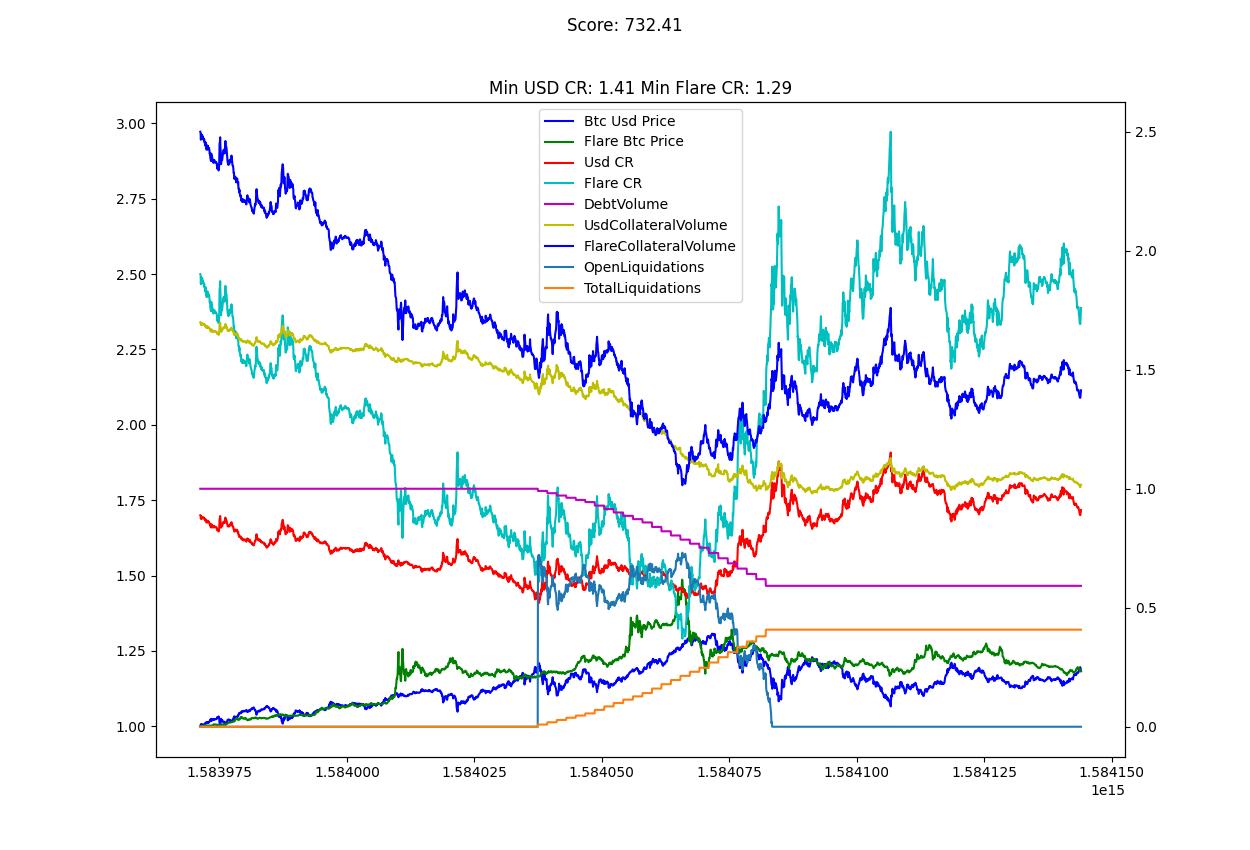 Score: 732.41
Min USD CR: 1.41 Min Flare CR: 1.29
3.00
2.75
2.50
2.25
2.00
1.75
1.50
1.25
1.00
Btc Usd Price
Flare Btc Price
Usd CR
Flare CR
DebtVolume
UsdCollateralVolume
FlareCollateralVolume
OpenLiquidations
TotalLiquidations
2.5
2.0
1.5
1.0
0.5
0.0
1.583975 1.584000 1.584025 1.584050 1.584075 1.584100 1.584125 1.584150
1e15